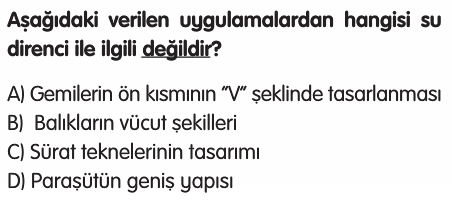 Aşağıdaki verilen uygulamalardan hangisi su
direnci ile ilgili değildir?
A) Gemilerin ön kısmının “V” şeklinde tasarlanması
B) Balıkların vücut şekilleri
C) Sürat teknelerinin tasarımı
D) Paraşütün geniş yapısı